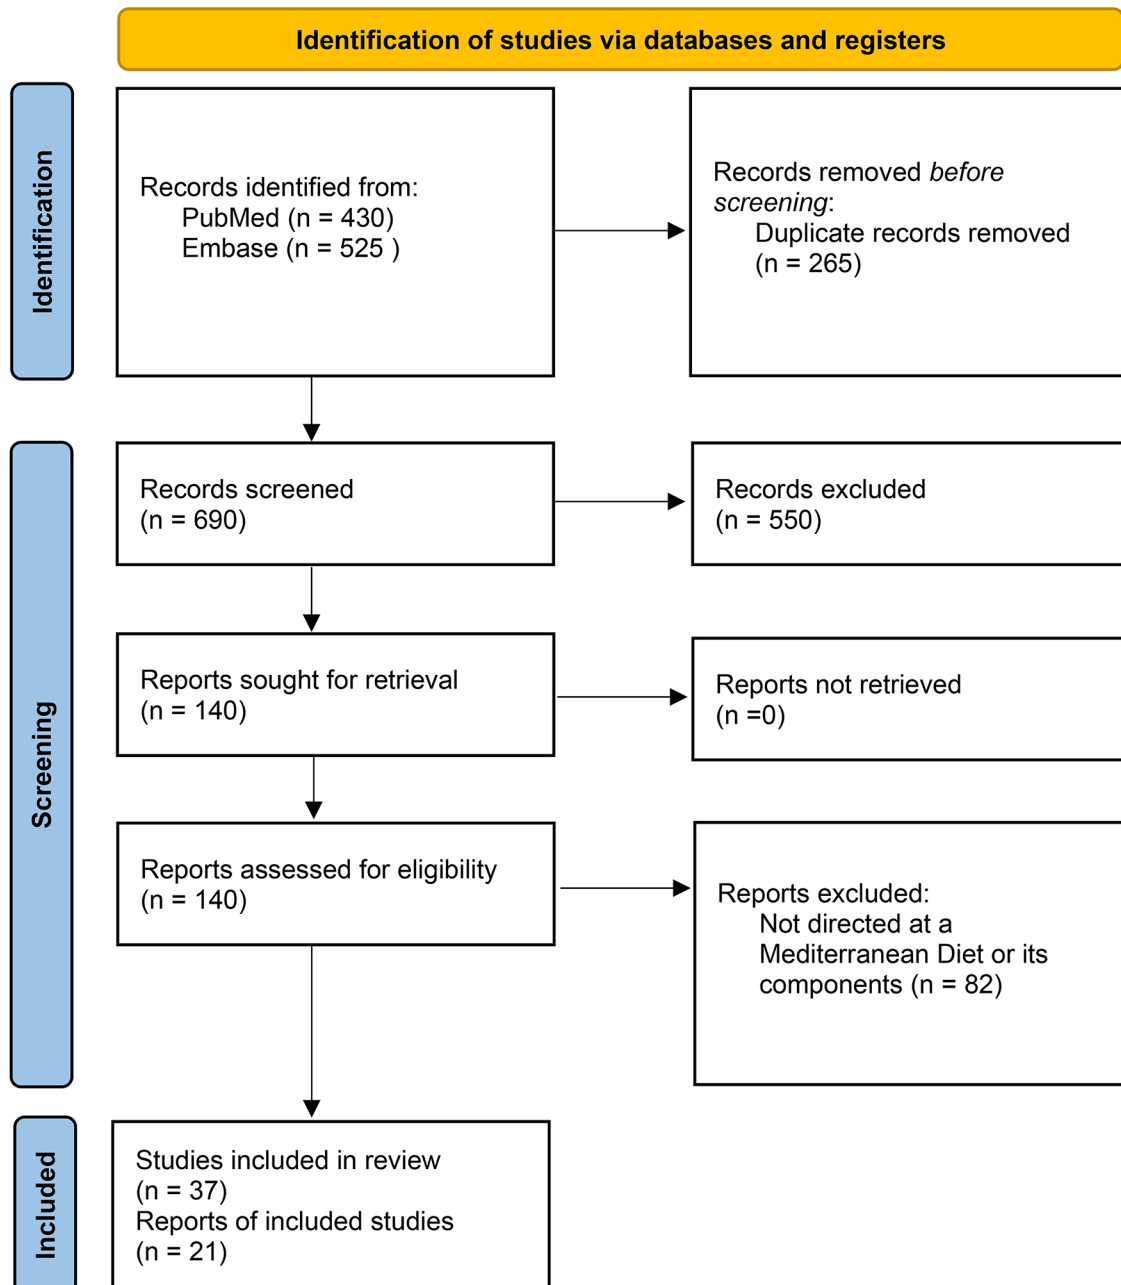 Identification of studies via databases and registers
Identification
Records identified from:
PubMed (n = 430)
Embase (n = 525 )
Records removed before
screening:
Duplicate records removed
(n = 265)
Screening
Records screened
(n = 690)
Records excluded
(n = 550)
Reports sought for retrieval
(n = 140)
Reports not retrieved
(n =0)
Reports assessed for eligibility
(n = 140)
Reports excluded:
Not directed at a
Mediterranean Diet or its
components (n = 82)
Included
Studies included in review
(n = 37)
Reports of included studies
(n = 21)